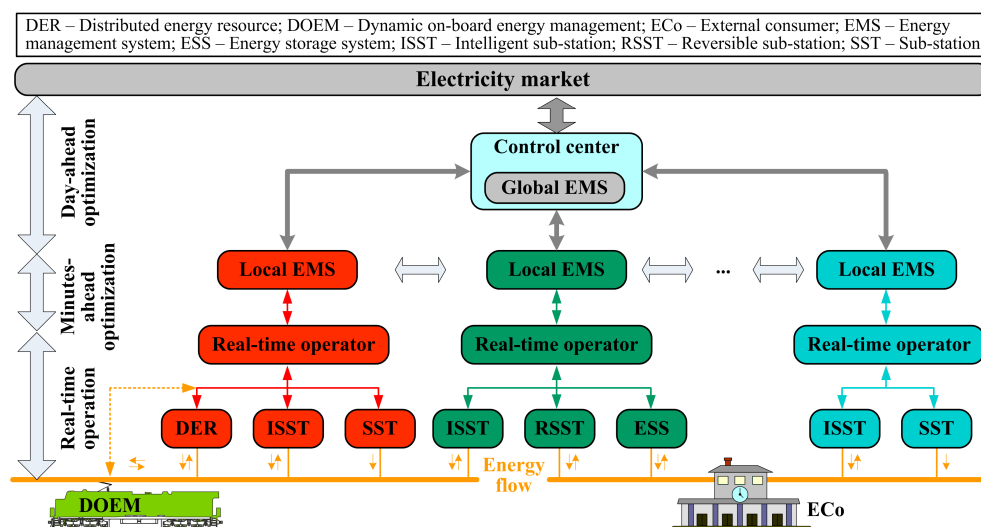 DER – Distributed energy resource; DOEM – Dynamic on-board energy management; ECo – External consumer; EMS – Energy
management system; ESS – Energy storage system; ISST – Intelligent sub-station; RSST – Reversible sub-station; SST – Sub-station
Electricity market
Day-ahead
optimization
Control center
Global EMS
Minutes-
ahead
optimization
Local EMS
Local EMS
...
Local EMS
Real-time
operation
Real-time operator
Real-time operator
Real-time operator
DER
ISST
SST
ISST
RSST
ESS
ISST
SST
Energy
flow
DOEM
ECo